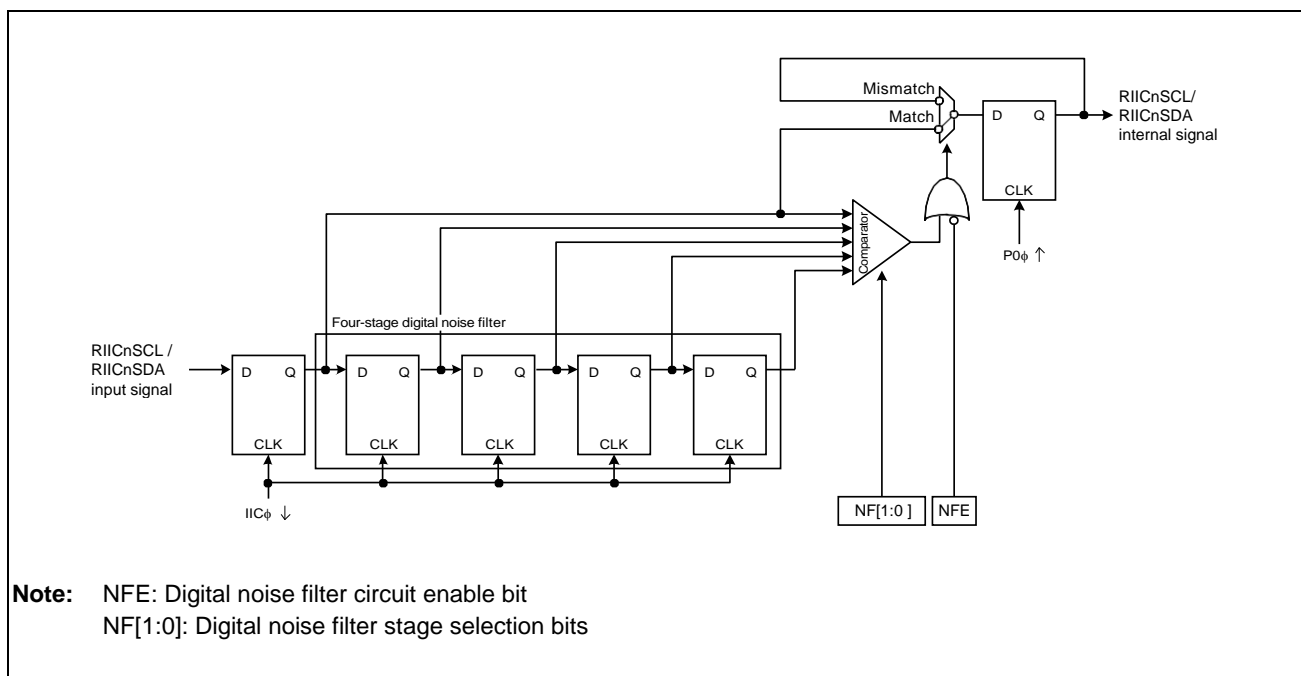 Mismatch
Match
D Q
CLK
P0ϕ ↑
RIICnSCL/
RIICnSDA
internal signal
Comparator
Four-stage digital noise filter
RIICnSCL /
RIICnSDA
input signal
D Q D Q D Q D Q D Q
CLK CLK CLK CLK CLK
IICϕ ↓
NF[1:0 ] NFE
Note: NFE: Digital noise filter circuit enable bit
NF[1:0]: Digital noise filter stage selection bits